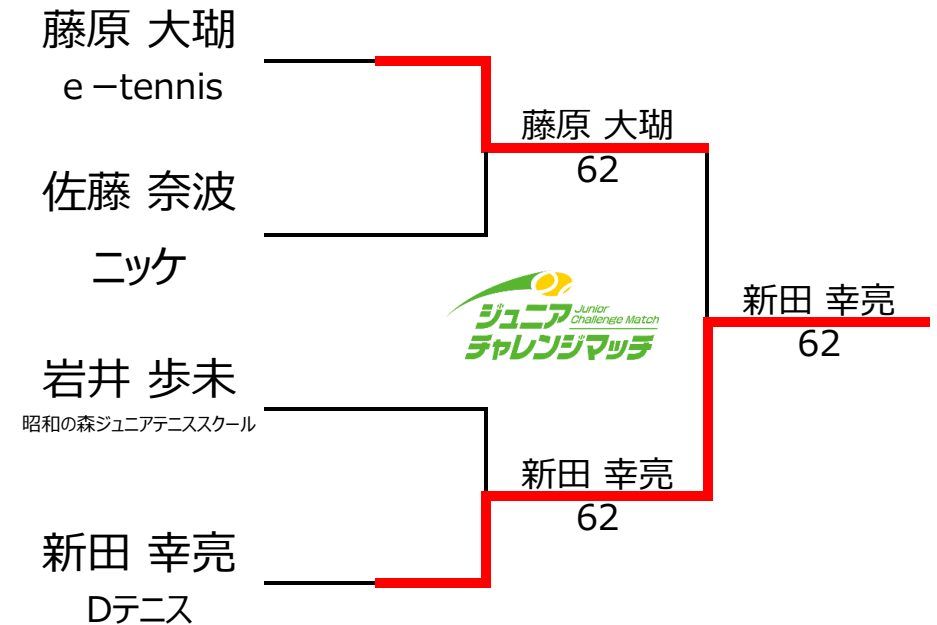 藤原 大瑚
e －tennis
藤原 大瑚
62
佐藤 奈波
ニッケ
ジュニア Junior
チャレンジマッチ Challenge Match
新田 幸亮
62
岩井 歩未
昭和の森ジュニアテニススクール
新田 幸亮
62
新田 幸亮
Dテニス